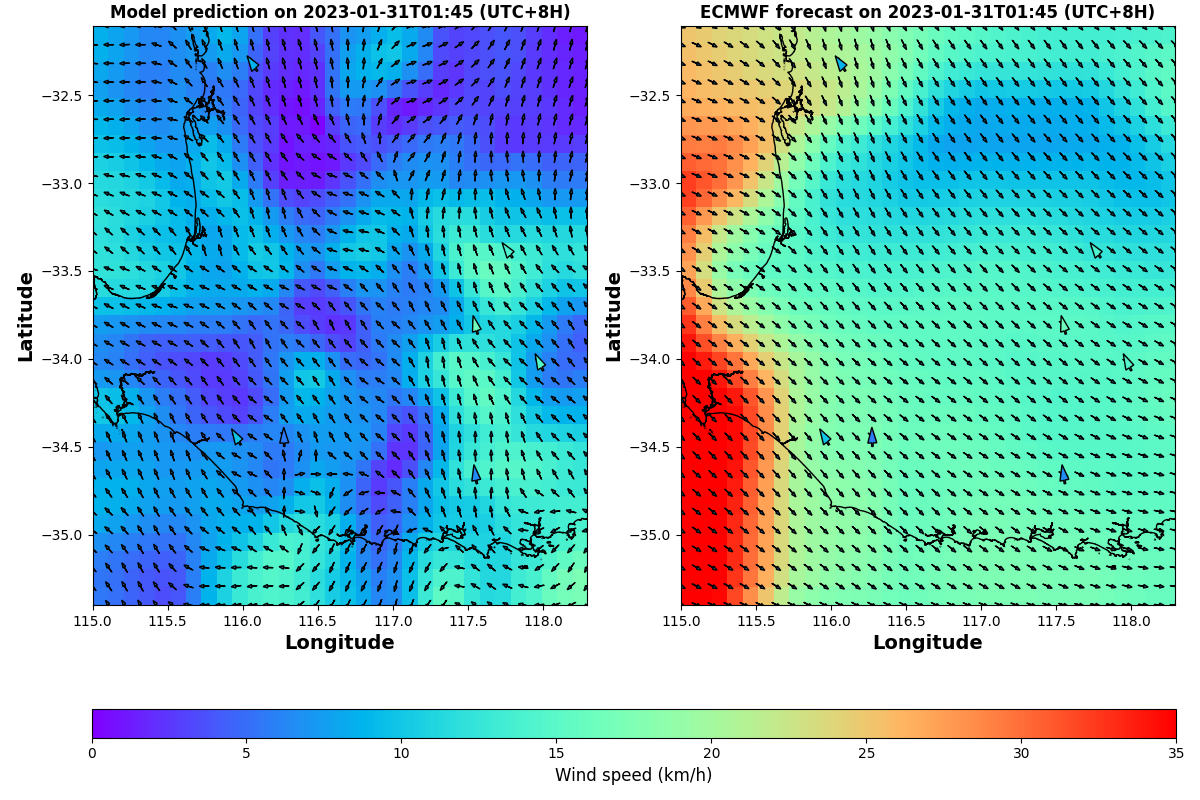 Model prediction on 2023-01-31T01:45 (UTC+8H)
ECMWF forecast on 2023-01-31T01:45 (UTC+8H)
Latitude
−32.5
−33.0
−33.5
−34.0
−34.5
−35.0
115.0 115.5 116.0 116.5 117.0 117.5 118.0
Longitude
Latitude
−32.5
−33.0
−33.5
−34.0
−34.5
−35.0
115.0 115.5 116.0 116.5 117.0 117.5 118.0
Longitude
0 5 10 15 20 25 30 35
Wind speed (km/h)